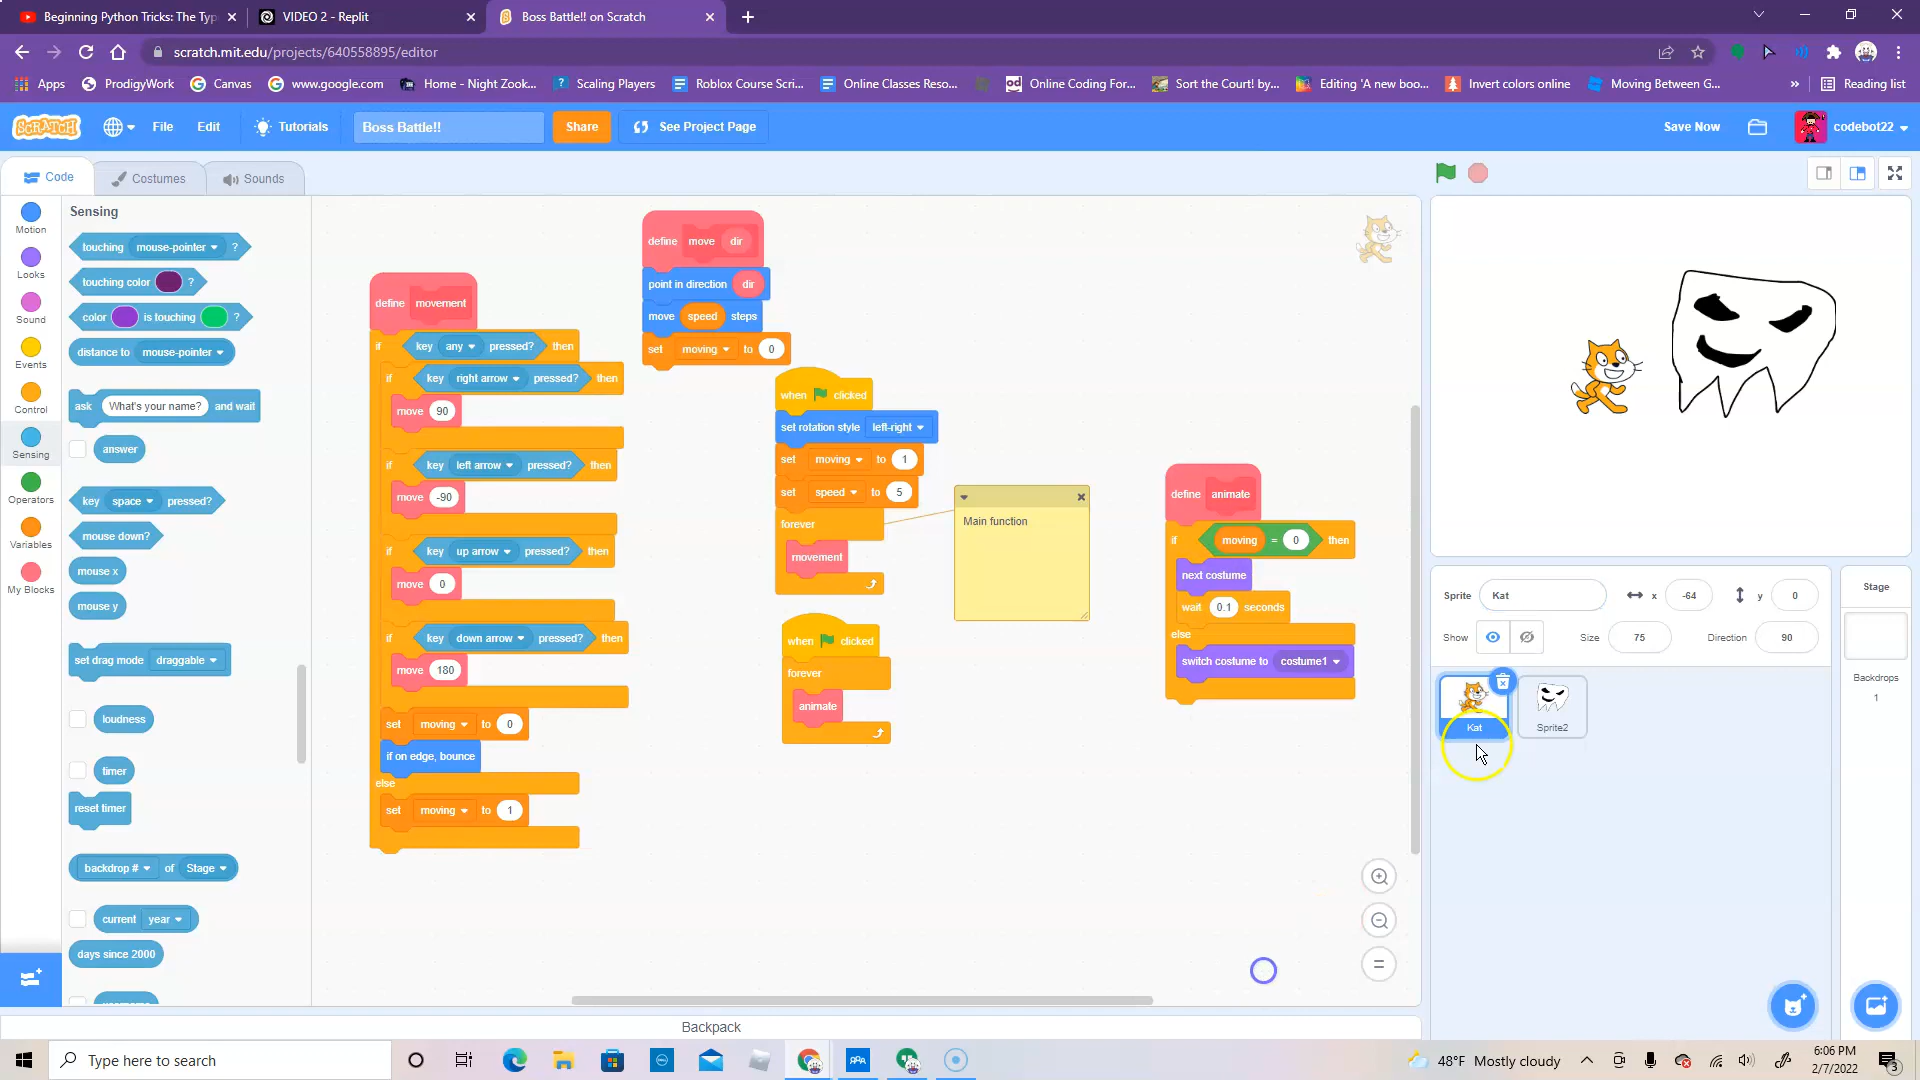 Beginning Python Tricks: The Typ
VIDEO 2 - Replit
Boss Battle!! on Scratch
scratch.mit.edu/projects/640558895/editor
Apps
ProdigyWork
Canvas
www.google.com
Home - Night Zook...
Scaling Players
Roblox Course Scri...
Online Classes Reso...
Online Coding For...
Sort the Court! by...
Editing 'A new boo...
Invert colors online
Moving Between G...
Reading list
SCRATCH
File
Edit
Tutorials
Boss Battle!!
Share
See Project Page
Save Now
codebot22
Code
Costumes
Sounds
Motion
Looks
Sound
Events
Control
Sensing
Operators
Variables
My Blocks
Sensing
touching mouse-pointer ?
touching color ?
color is touching ?
distance to mouse-pointer
ask What's your name? and wait
answer
key space pressed?
mouse down?
mouse x
mouse y
set drag mode draggable
loudness
timer
reset timer
backdrop # of Stage
current year
days since 2000
define movement
if key any pressed? then
if key right arrow pressed? then
move 90
if key left arrow pressed? then
move -90
if key up arrow pressed? then
move 0
if key down arrow pressed? then
move 180
set moving to 0
if on edge, bounce
else
set moving to 1
define move dir
point in direction dir
move speed steps
set moving to 0
when clicked
set rotation style left-right
set moving to 1
set speed to 5
forever
movement
Main function
when clicked
forever
animate
define animate
if moving = 0 then
next costume
wait 0.1 seconds
else
switch costume to costume1
Backpack
Sprite Kat x -64 y 0
Show Size 75 Direction 90
Kat
Sprite2
Stage
Backdrops
1
Type here to search
48°F Mostly cloudy
6:06 PM
2/7/2022
3